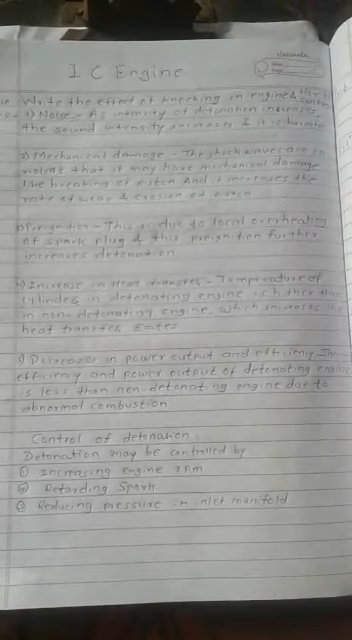 I C Engine
Write the effect of knocking in engine &
1) Noise :- As intensity of detonation increases
the sound intensity increases & it is harmful
2) Mechanical damage - The shock waves are so
violent that it may have mechanical damage
like breaking of piston And it increases the
rate of wear & erosion of piston
Preignition - This is due to local overheating
of spark plug & this preignition further
increases detonation
Increase in Heat transfer - Temperature of
cylinder in detonating engine is higher than
in non-detonating engine, which increases the
heat transfer rates
Decreases in power output and efficiency
efficiency and power output of detonating engine
is less than non-detonating engine due to
abnormal combustion
Control of detonation :
Detonation may be controlled by
① Increasing engine rpm
② Retarding Spark
③ Reducing pressure in inlet manifold